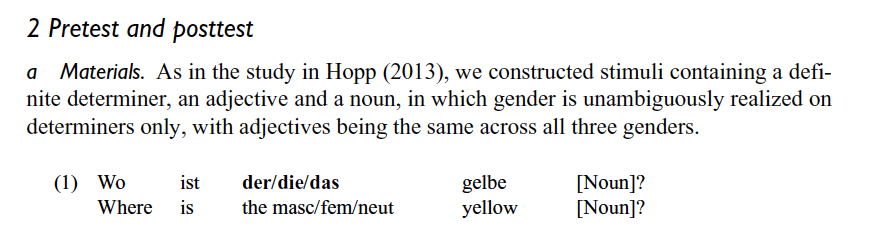 2 Pretest and posttest
a Materials. As in the study in Hopp (2013), we constructed stimuli containing a defi-
nite determiner, an adjective and a noun, in which gender is unambiguously realized on
determiners only, with adjectives being the same across all three genders.
(1) Wo ist der/die/das gelbe [Noun]?
Where is the masc/fem/neut yellow [Noun]?